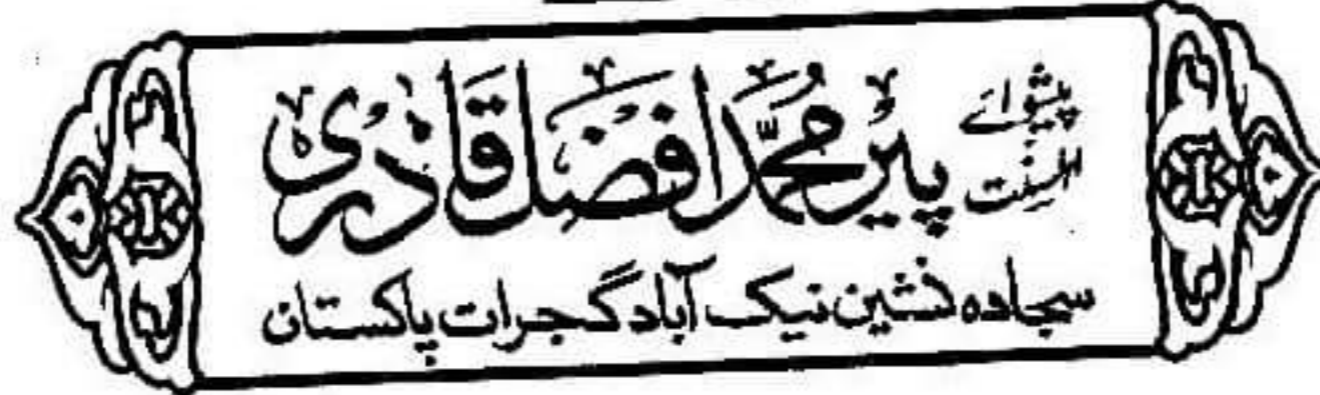 پیشوائے اہلسنت پیر محمد افضل قادری
سجادہ نشین نیک آباد گجرات پاکستان